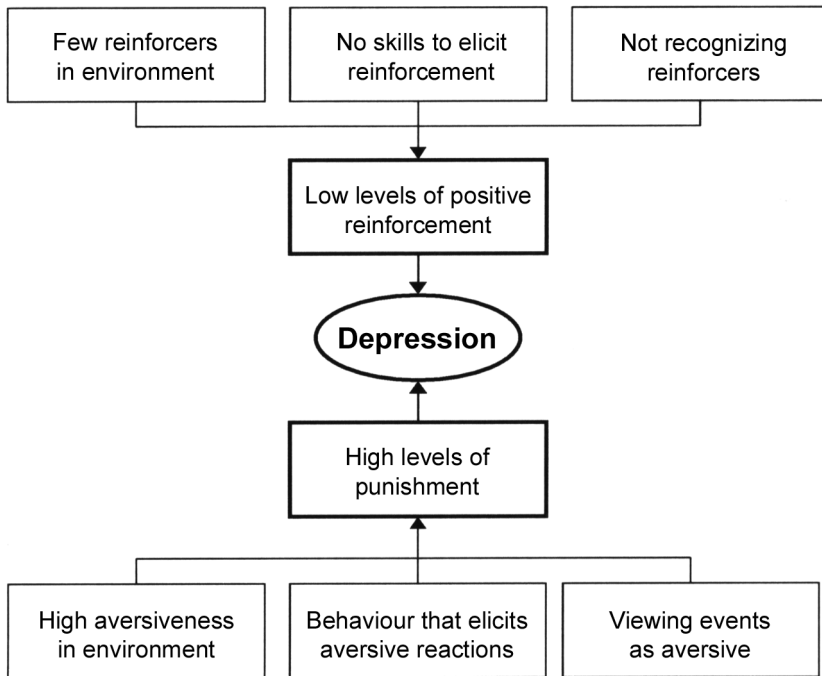 Few reinforcers
in environment
No skills to elicit
reinforcement
Not recognizing
reinforcers
Low levels of positive
reinforcement
Depression
High levels of
punishment
High aversiveness
in environment
Behaviour that elicits
aversive reactions
Viewing events
as aversive